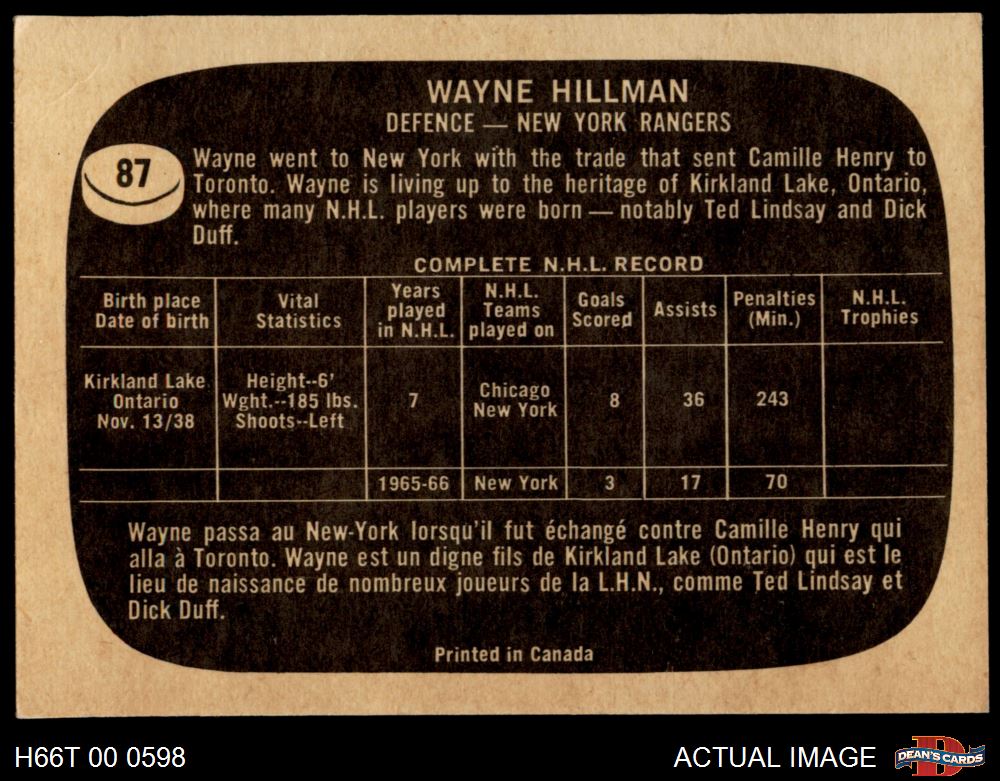 WAYNE HILLMAN
DEFENCE — NEW YORK RANGERS
87
Wayne went to New York with the trade that sent Camille Henry to
Toronto. Wayne is living up to the heritage of Kirkland Lake, Ontario,
where many N.H.L. players were born — notably Ted Lindsay and Dick
Duff.
COMPLETE N.H.L. RECORD
Birth place
Date of birth
Vital
Statistics
Years
played
in N.H.L.
N.H.L.
Teams
played on
Goals
Scored
Assists
Penalties
(Min.)
N.H.L.
Trophies
Kirkland Lake
Ontario
Nov. 13/38
Height--6'
Wght.--185 lbs.
Shoots--Left
7
Chicago
New York
8
36
243
1965-66
New York
3
17
70
Wayne passa au New-York lorsqu'il fut échangé contre Camille Henry qui
alla à Toronto. Wayne est un digne fils de Kirkland Lake (Ontario) qui est le
lieu de naissance de nombreux joueurs de la L.H.N., comme Ted Lindsay et
Dick Duff.
Printed in Canada
H66T 00 0598
ACTUAL IMAGE
D
DEAN'S CARDS